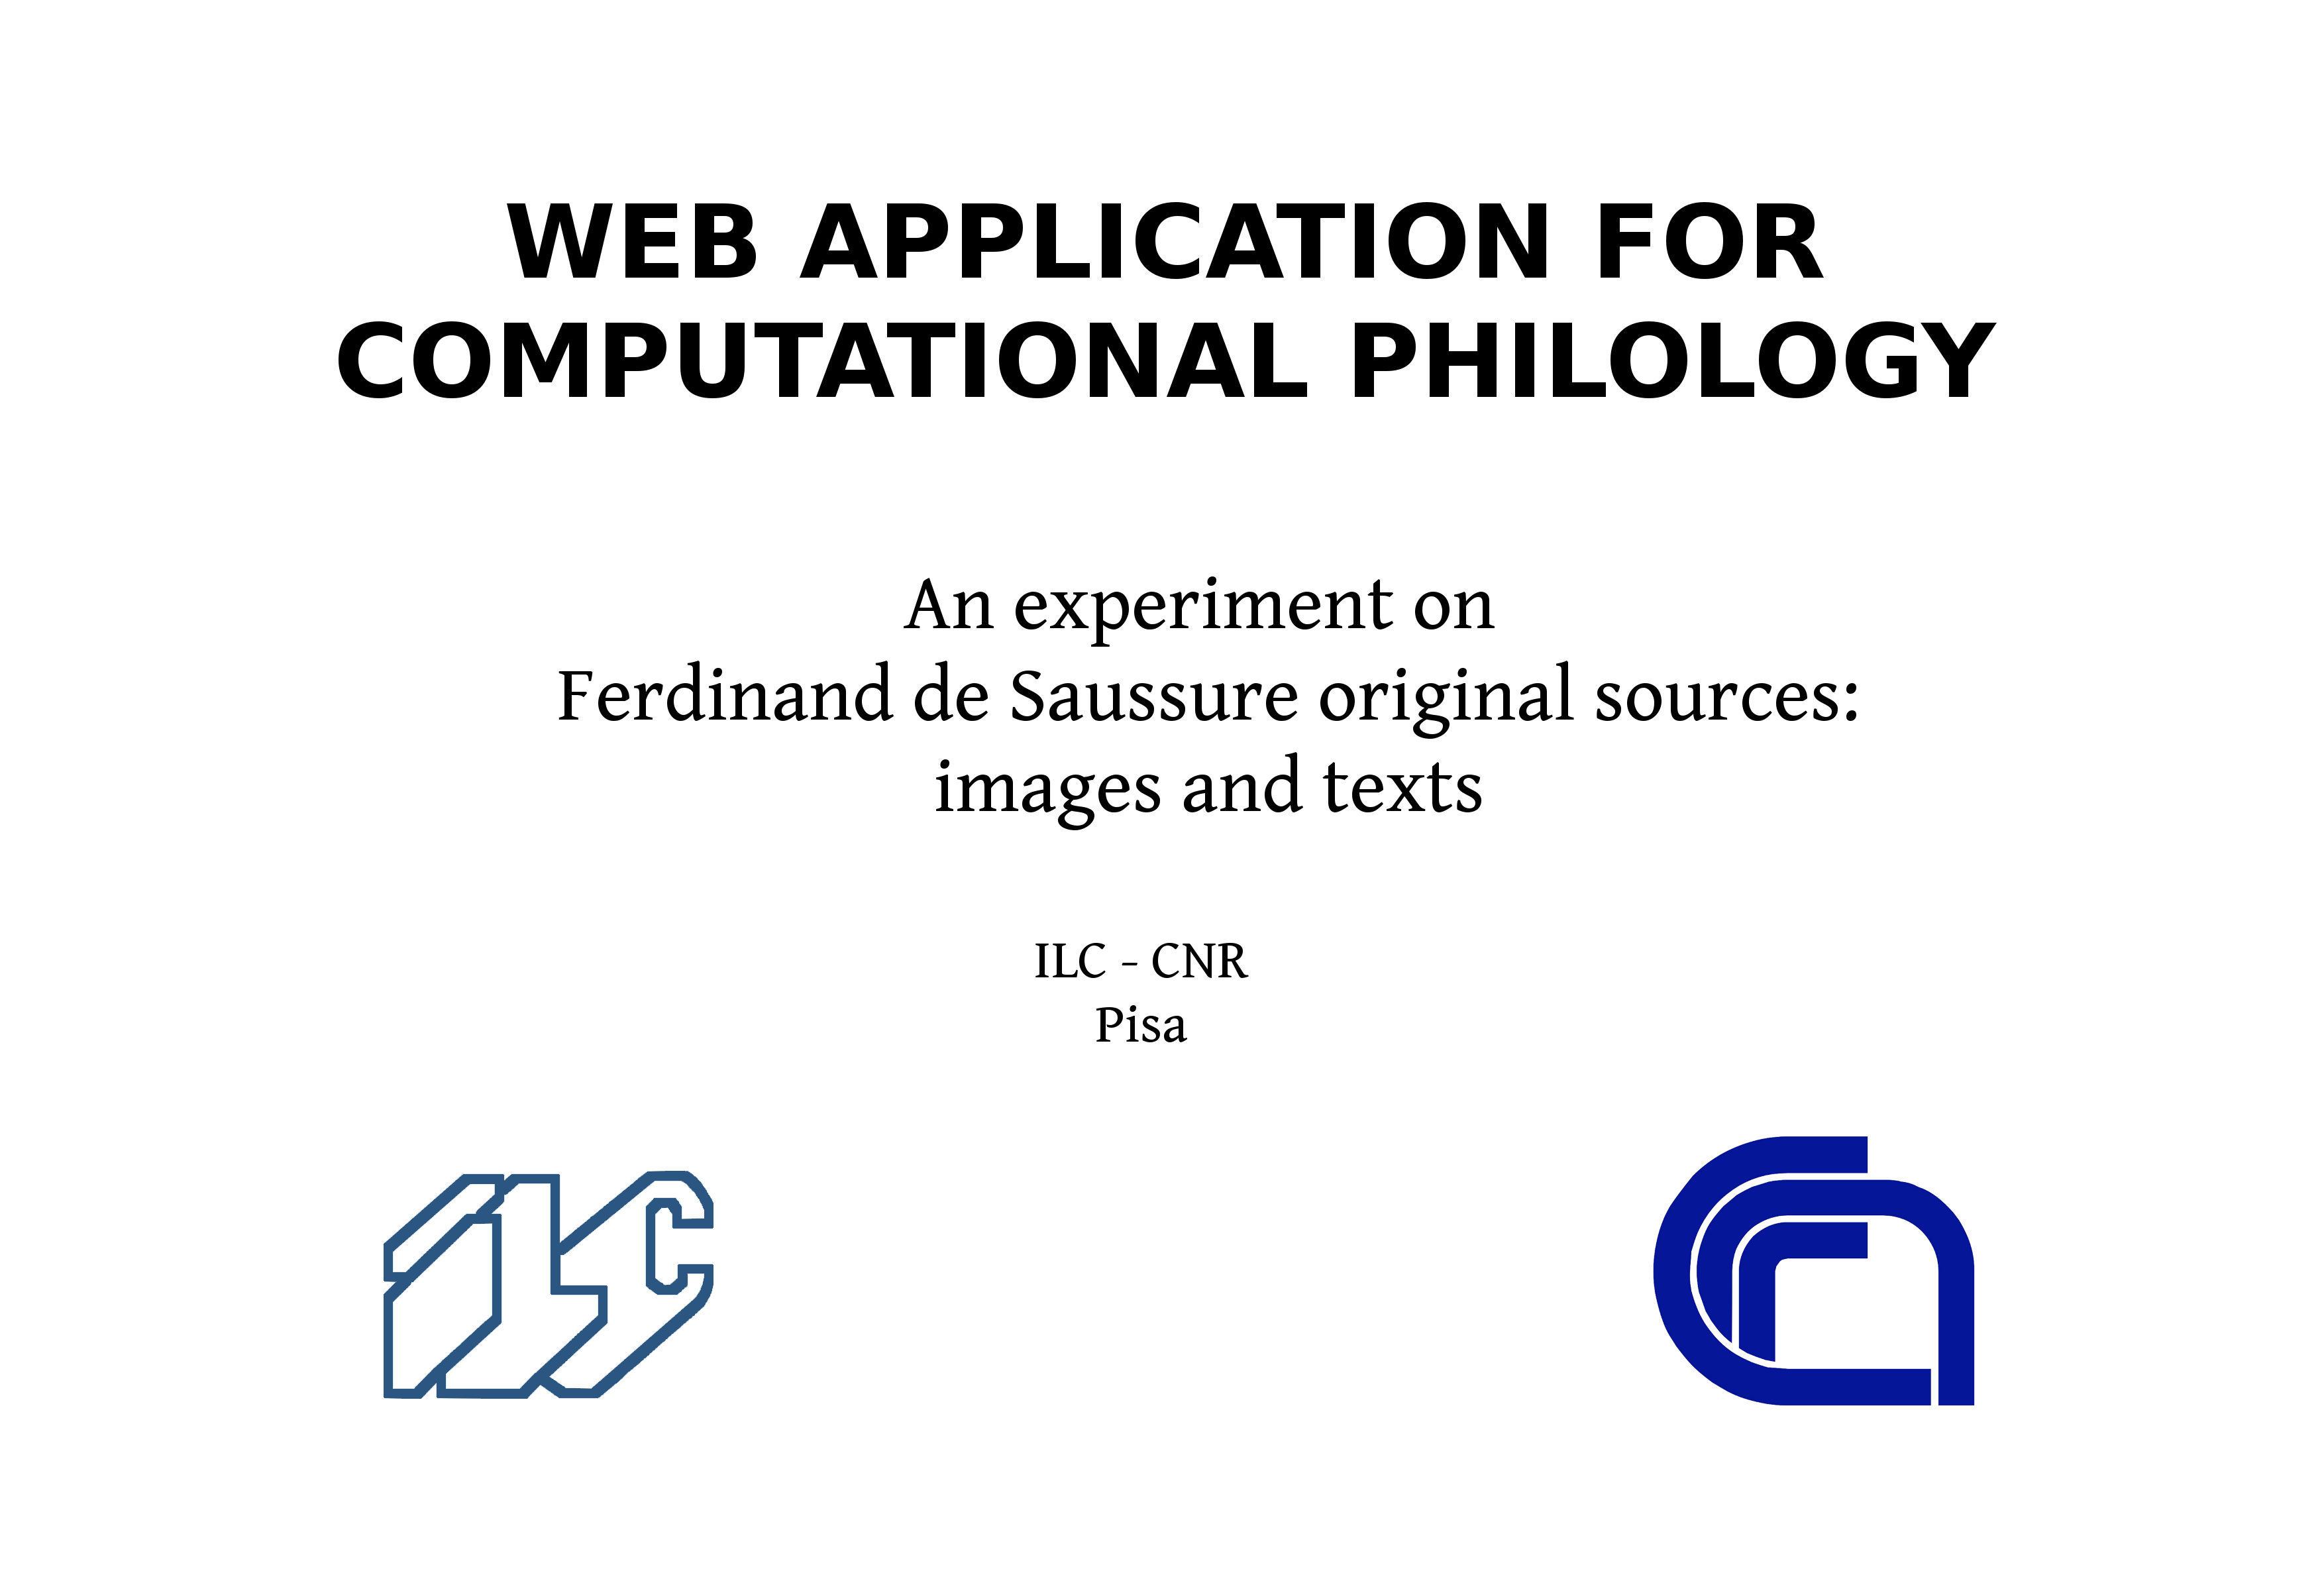 WEB APPLICATION FOR
COMPUTATIONAL PHILOLOGY
An experiment on
Ferdinand de Saussure original sources:
images and texts
ILC - CNR
Pisa
ILC